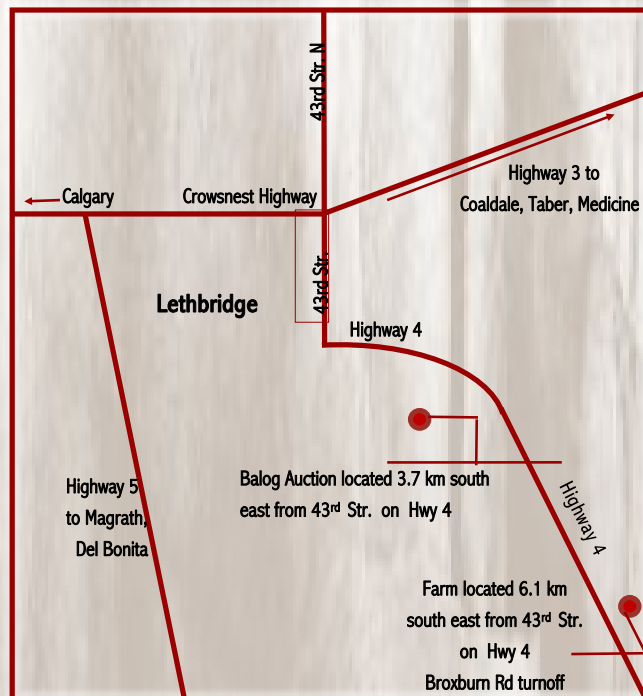 43rd Str. N
Highway 3 to
Coaldale, Taber, Medicine
Calgary
Crowsnest Highway
43rd Str.
Lethbridge
Highway 4
Balog Auction located 3.7 km south
east from 43rd Str. on Hwy 4
Highway 5
to Magrath,
Del Bonita
Highway 4
Farm located 6.1 km
south east from 43rd Str.
on Hwy 4
Broxburn Rd turnoff